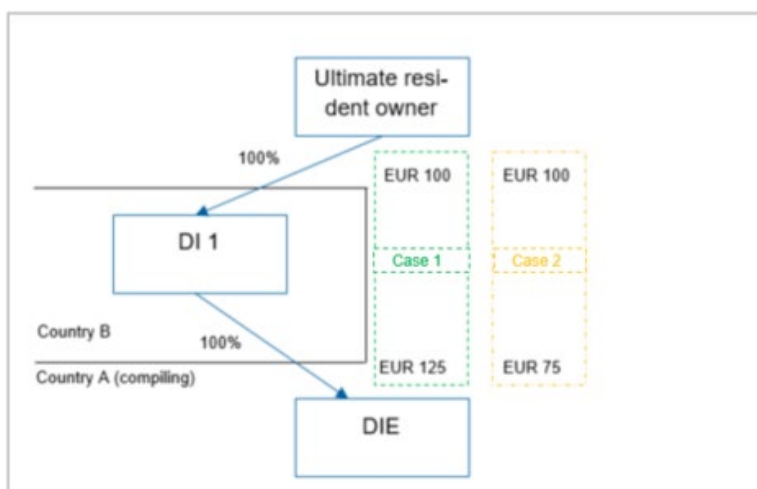 Ultimate resi-
dent owner
100%
EUR 100
EUR 100
DI 1
Case 1
Case 2
Country B
100%
EUR 125
EUR 75
Country A (compiling)
DIE